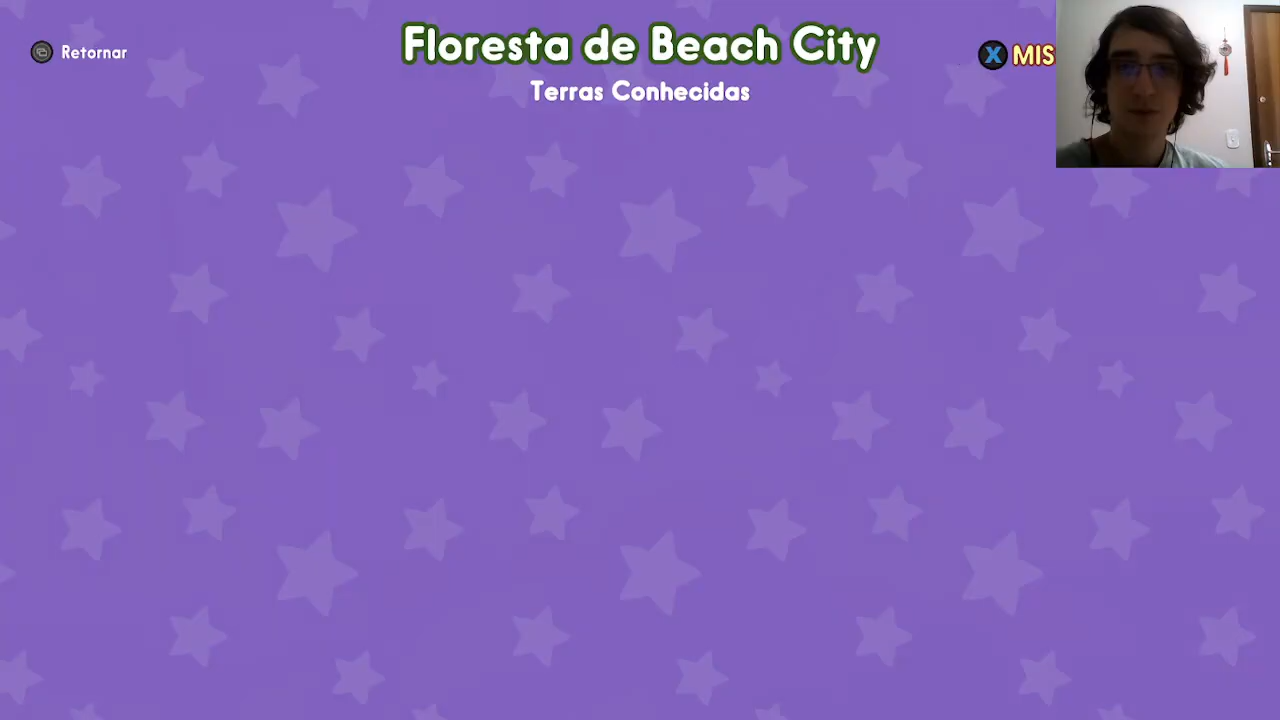 Floresta de Beach City
Retornar
X MIS
Terras Conhecidas